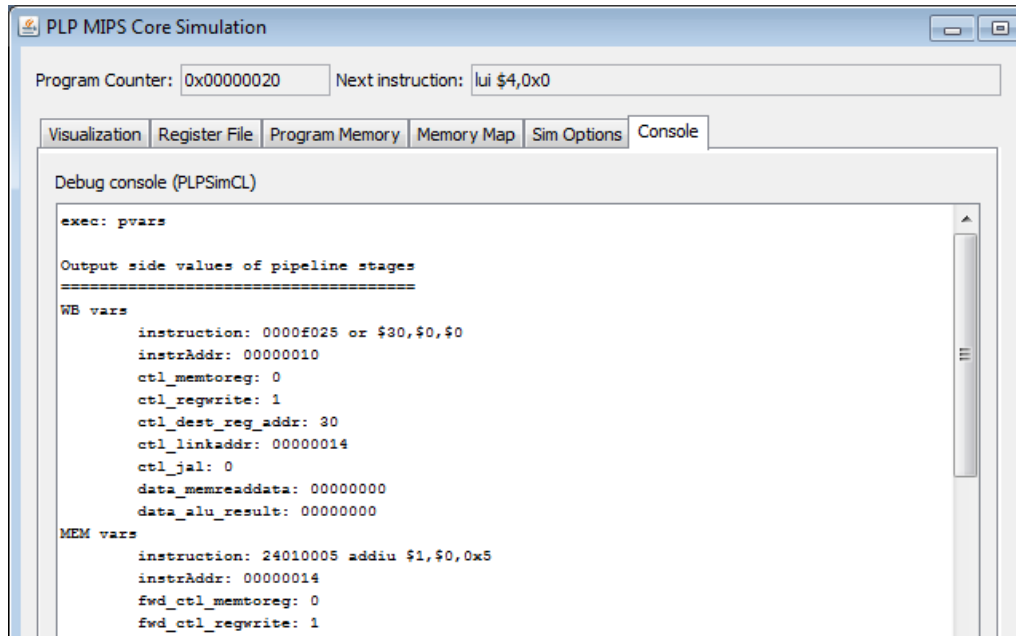 PLP MIPS Core Simulation
Program Counter: 0x00000020 Next instruction: lui $4,0x0
Visualization Register File Program Memory Memory Map Sim Options Console
Debug console (PLPSimCL)
exec: pvars
Output side values of pipeline stages
=====================================
WB vars
instruction: 0000f025 or $30,$0,$0
instrAddr: 00000010
ctl_memtoreg: 0
ctl_regwrite: 1
ctl_dest_reg_addr: 30
ctl_linkaddr: 00000014
ctl_jal: 0
data_memreaddata: 00000000
data_alu_result: 00000000
MEM vars
instruction: 24010005 addiu $1,$0,0x5
instrAddr: 00000014
fwd_ctl_memtoreg: 0
fwd_ctl_regwrite: 1